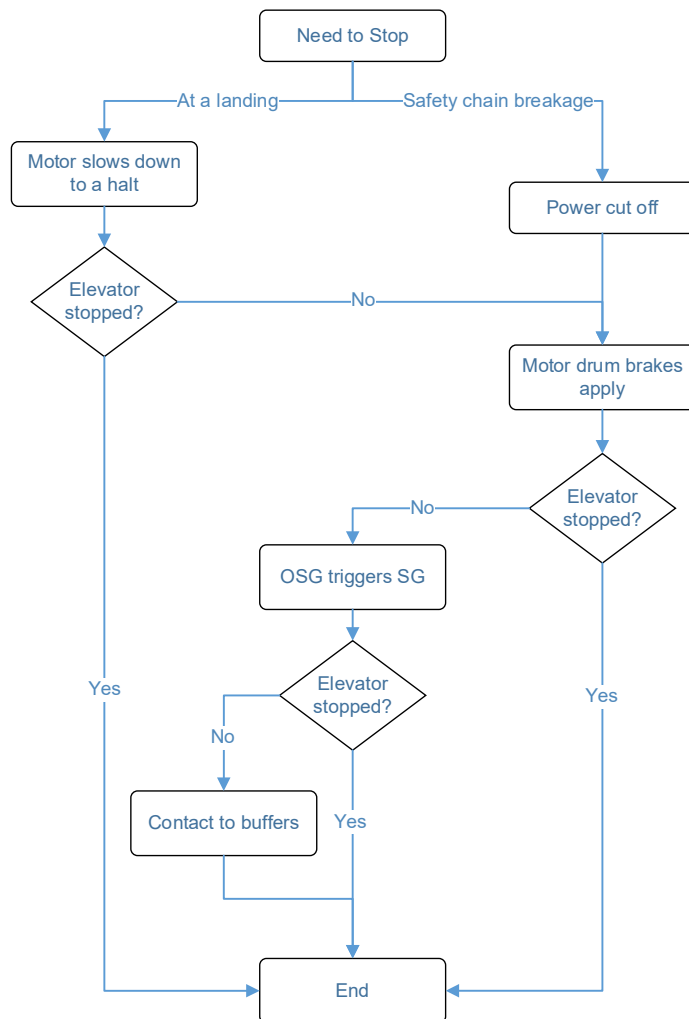 Need to Stop
At a landing
Safety chain breakage
Motor slows down
to a halt
Power cut off
Elevator
stopped?
No
Motor drum brakes
apply
Elevator
stopped?
No
OSG triggers SG
Elevator
stopped?
Yes
Yes
No
Contact to buffers
Yes
End